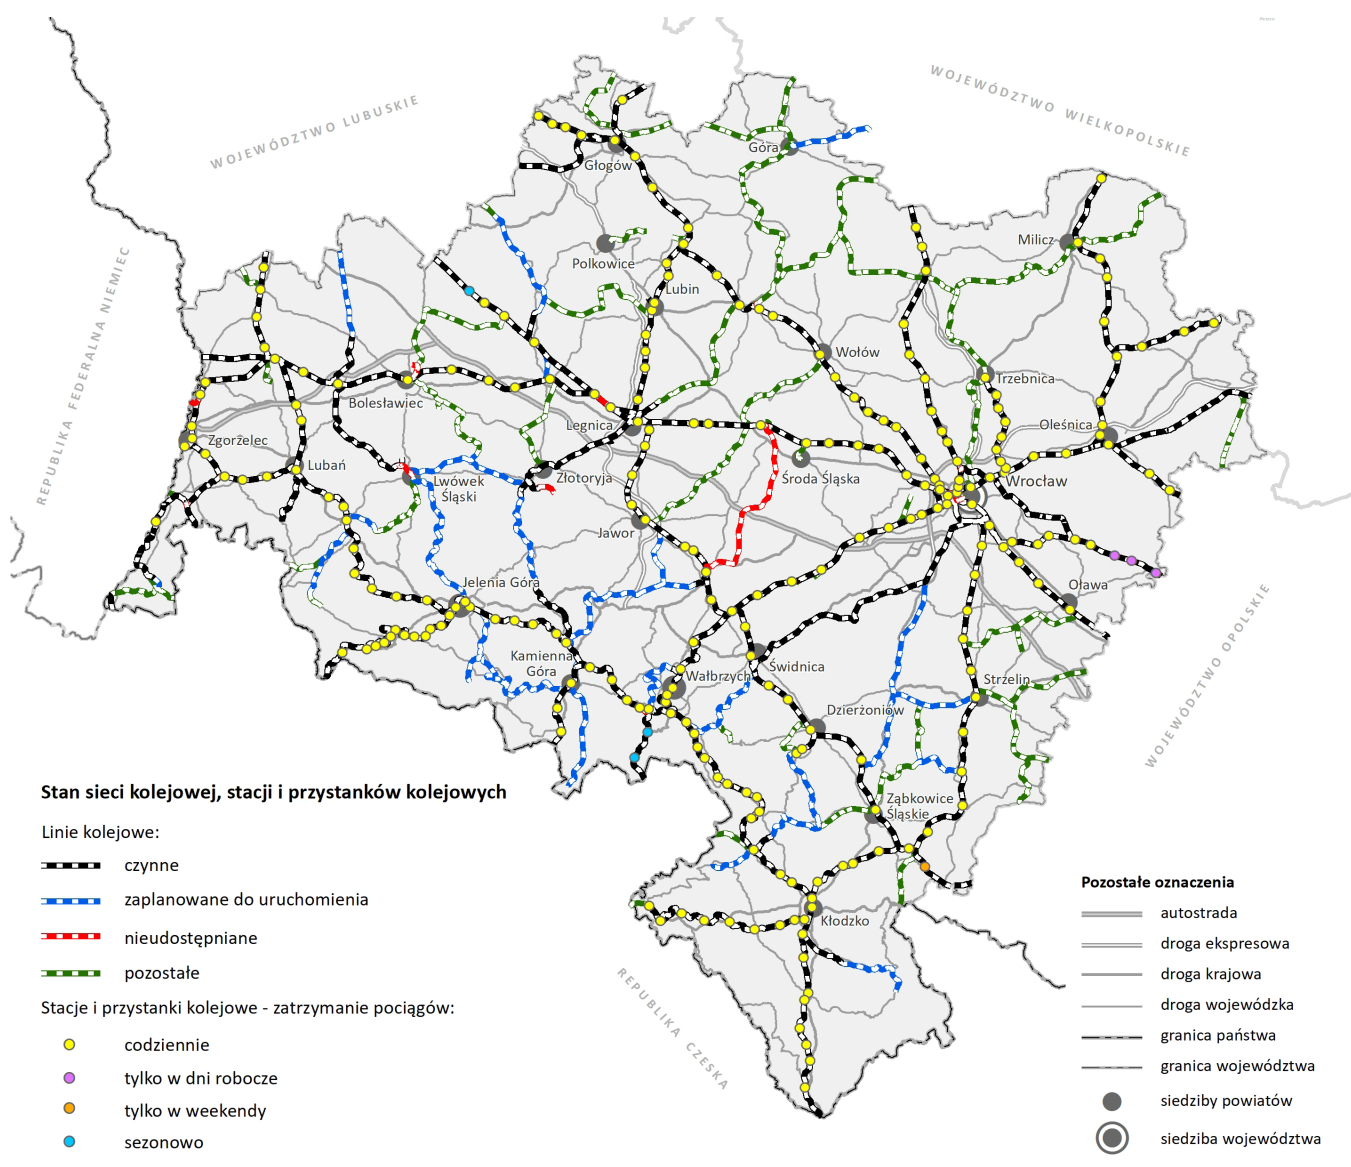 WOJEWÓDZTWO LUBUSKIE
WOJEWÓDZTWO WIELKOPOLSKIE
REPUBLIKA FEDERALNA NIEMIEC
WOJEWÓDZTWO OPOLSKIE
REPUBLIKA CZESKA
Głogów
Góra
Milicz
Polkowice
Lubin
Wołów
Trzebnica
Bolesławiec
Legnica
Oleśnica
Zgorzelec
Lubań
Lwówek
Śląski
Złotoryja
Środa Śląska
Wrocław
Jawor
Jelenia Góra
Oława
Kamienna
Góra
Wałbrzych
Świdnica
Strzelin
Dzierżoniów
Ząbkowice
Śląskie
Kłodzko
Stan sieci kolejowej, stacji i przystanków kolejowych
Linie kolejowe:
czynne
zaplanowane do uruchomienia
nieudostępniane
pozostałe
Stacje i przystanki kolejowe - zatrzymanie pociągów:
codziennie
tylko w dni robocze
tylko w weekendy
sezonowo
Pozostałe oznaczenia
autostrada
droga ekspresowa
droga krajowa
droga wojewódzka
granica państwa
granica województwa
siedziby powiatów
siedziba województwa